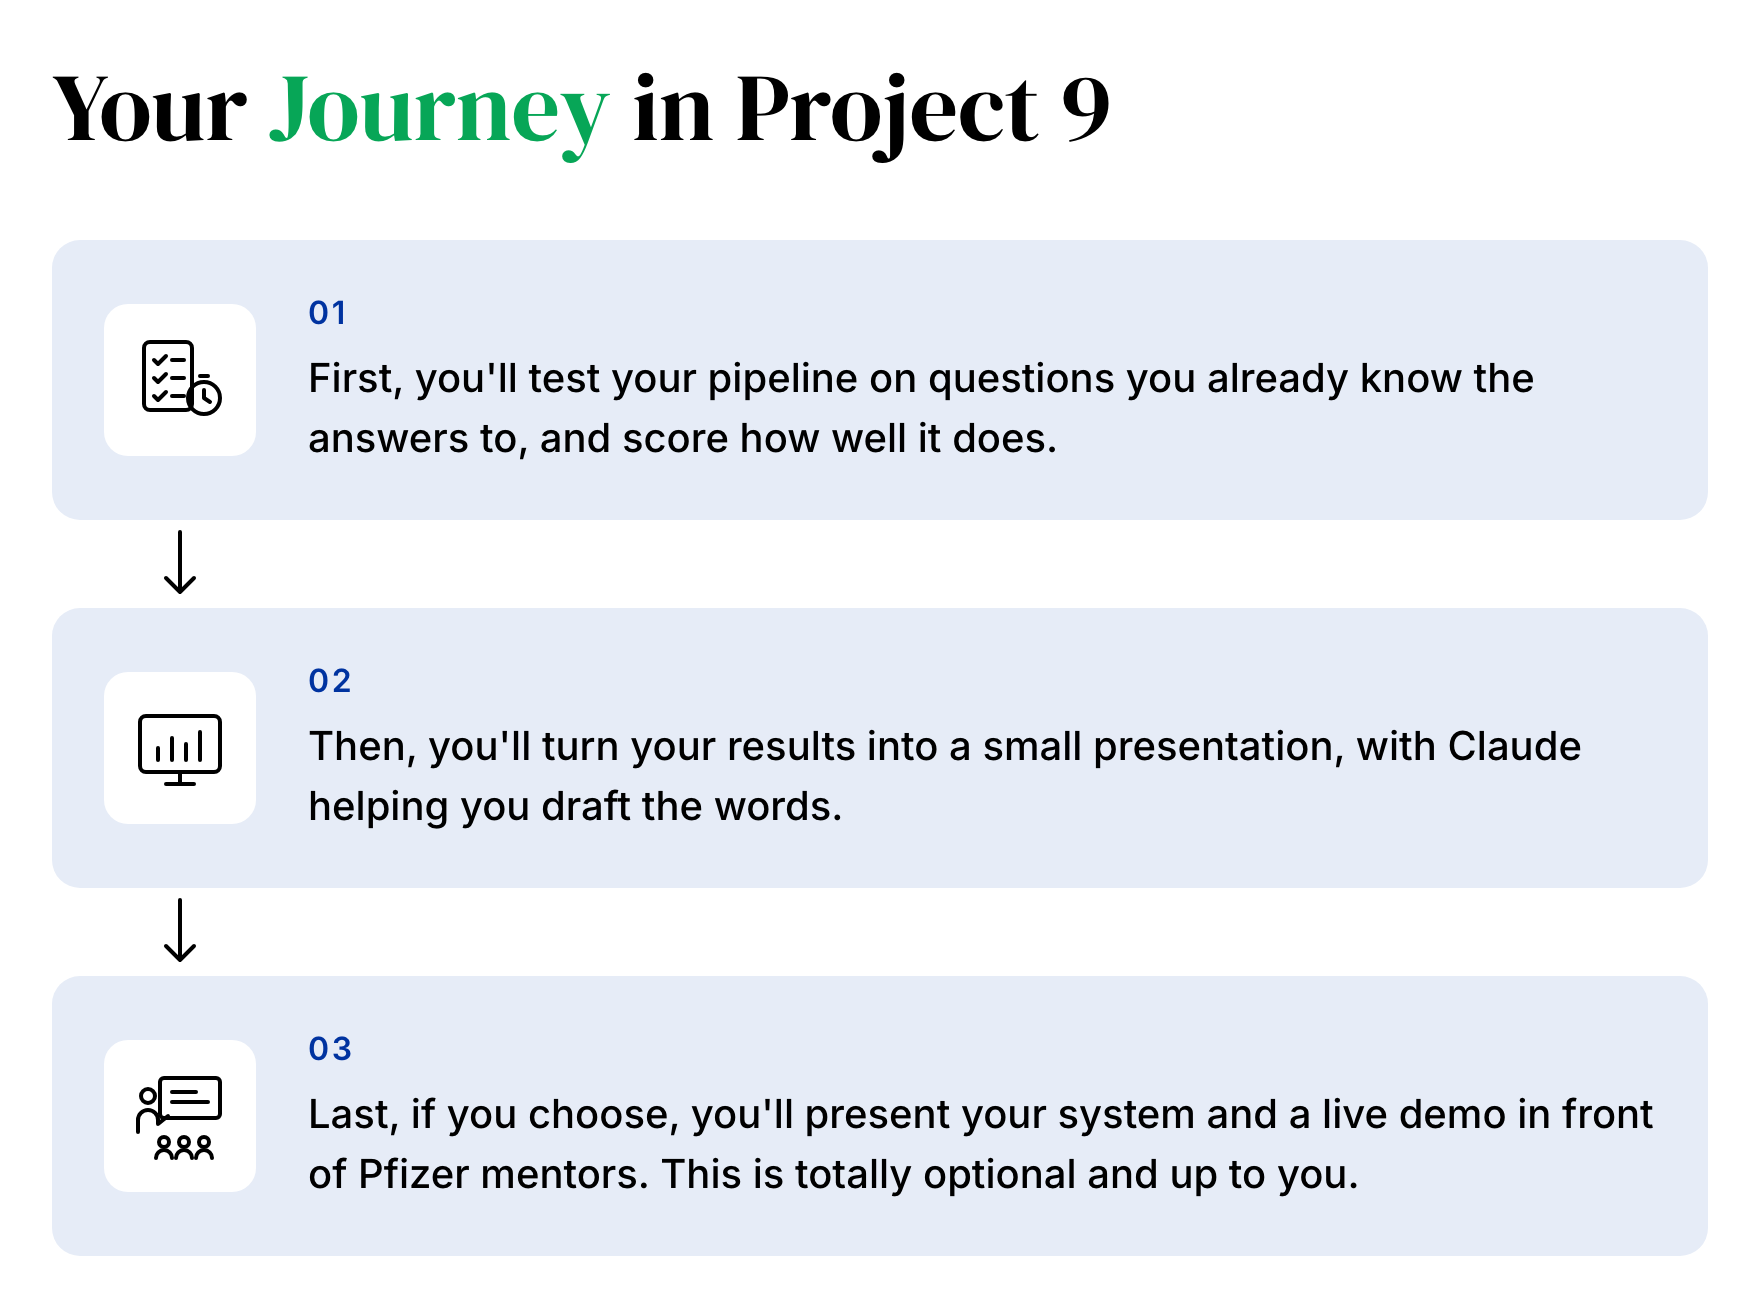 Your Journey in Project 9
01
First, you'll test your pipeline on questions you already know the
answers to, and score how well it does.
02
Then, you'll turn your results into a small presentation, with Claude
helping you draft the words.
03
Last, if you choose, you'll present your system and a live demo in front
of Pfizer mentors. This is totally optional and up to you.